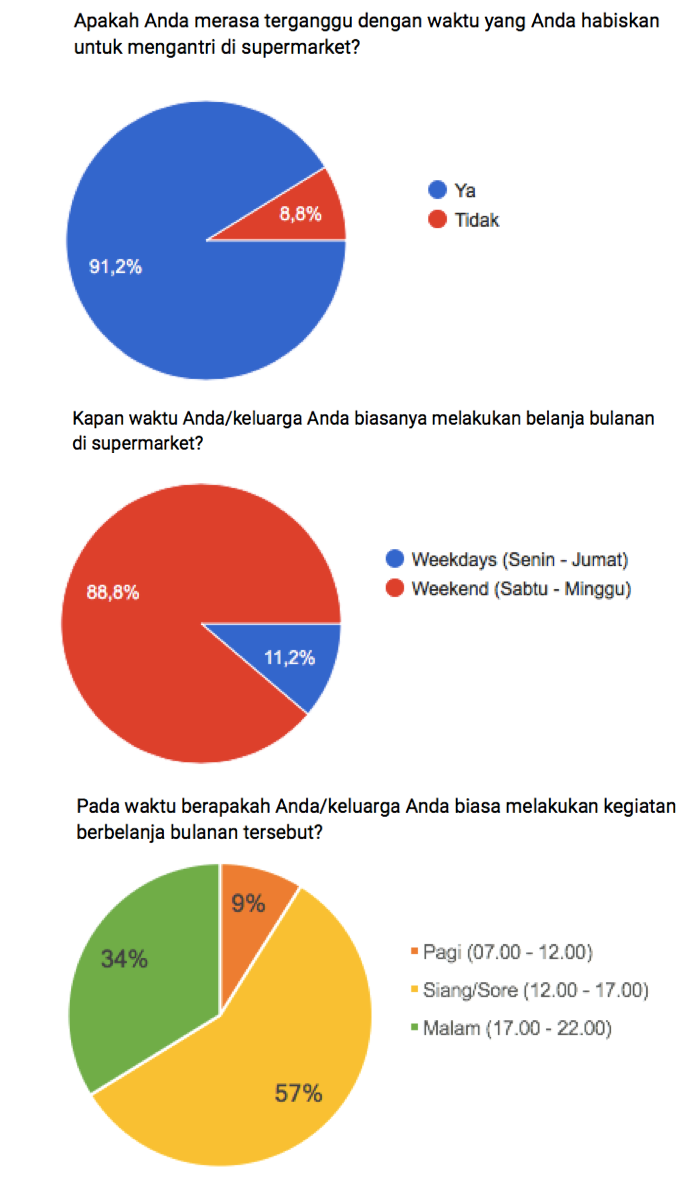 Apakah Anda merasa terganggu dengan waktu yang Anda habiskan
untuk mengantri di supermarket?
Ya
Tidak
8,8%
91,2%
Kapan waktu Anda/keluarga Anda biasanya melakukan belanja bulanan
di supermarket?
Weekdays (Senin - Jumat)
Weekend (Sabtu - Minggu)
88,8%
11,2%
Pada waktu berapakah Anda/keluarga Anda biasa melakukan kegiatan
berbelanja bulanan tersebut?
9%
34%
57%
Pagi (07.00 - 12.00)
Siang/Sore (12.00 - 17.00)
Malam (17.00 - 22.00)